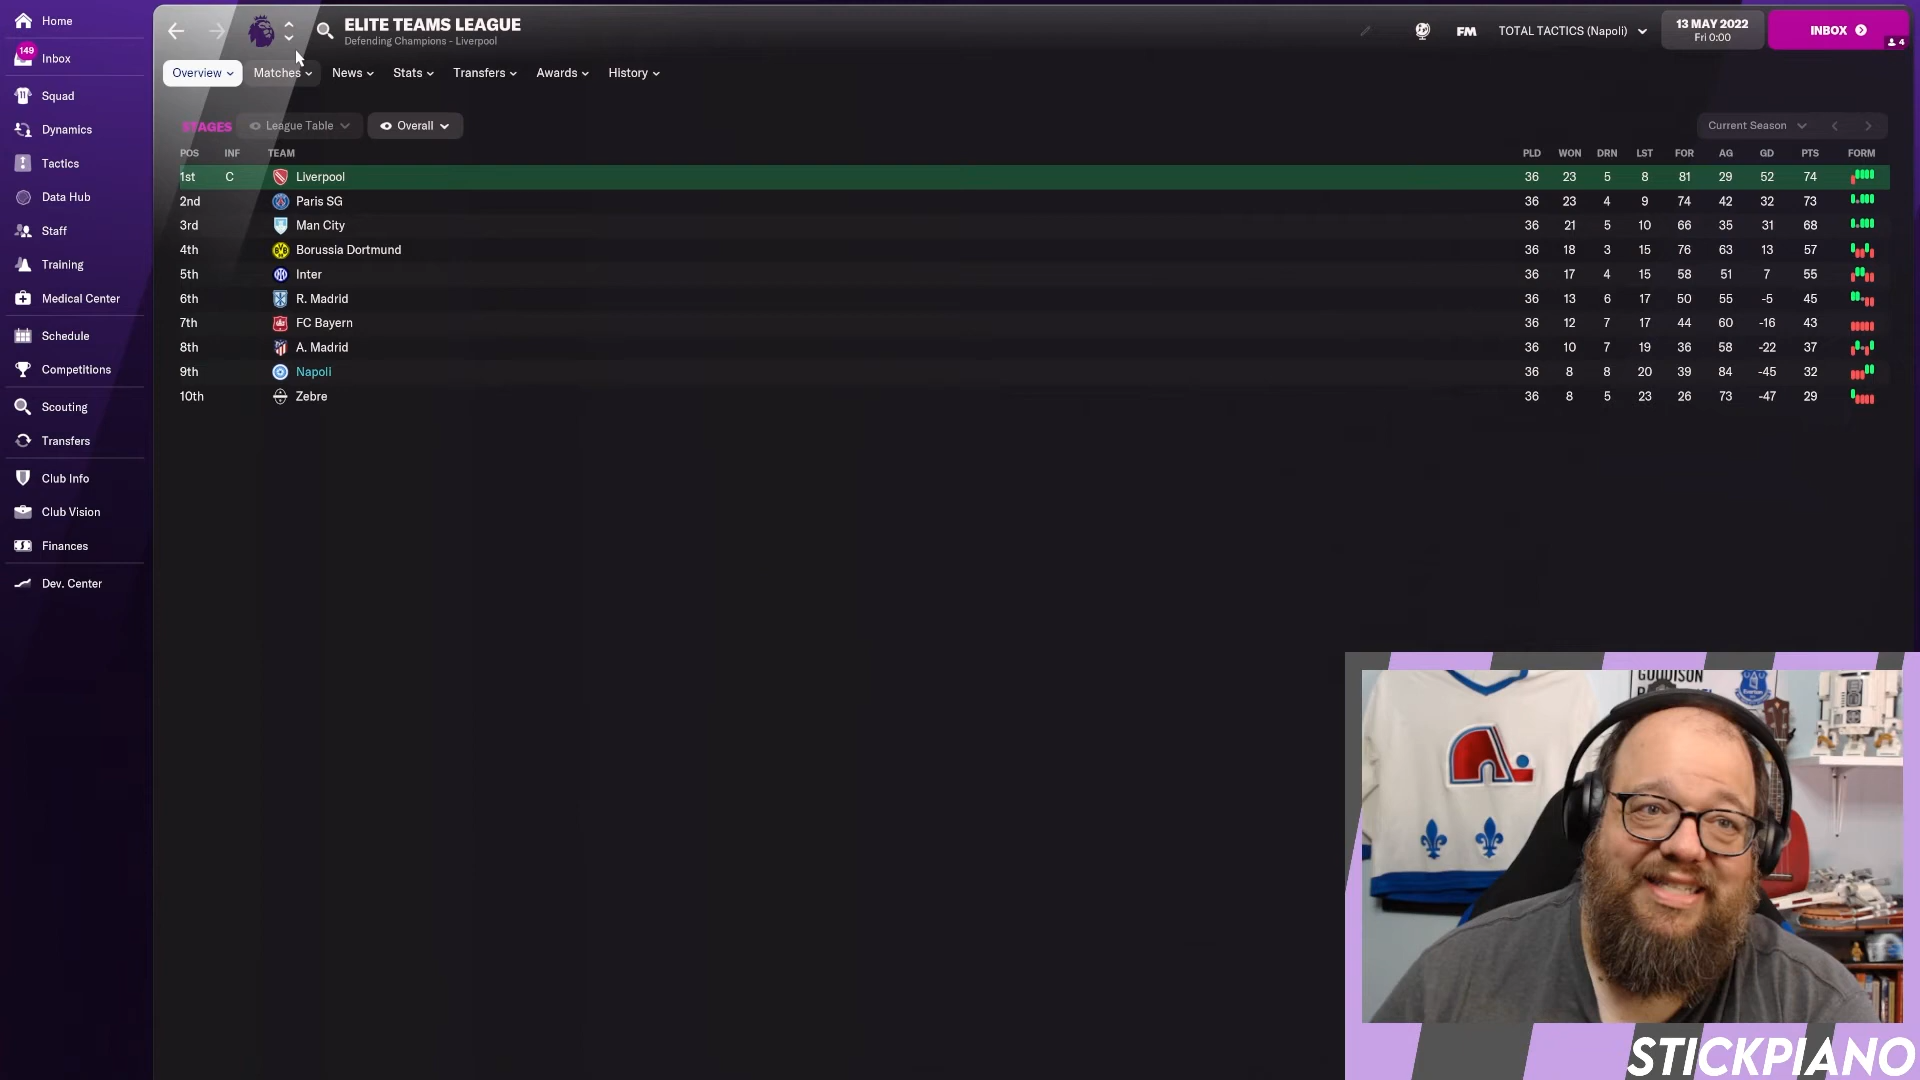 Home
149
Inbox
Squad
Dynamics
Tactics
Data Hub
Staff
Training
Medical Center
Schedule
Competitions
Scouting
Transfers
Club Info
Club Vision
Finances
Dev. Center
ELITE TEAMS LEAGUE
Defending Champions - Liverpool
FM
TOTAL TACTICS (Napoli)
13 MAY 2022
Fri 0:00
INBOX
4
Overview Matches News Stats Transfers Awards History
STAGES League Table Overall Current Season
POS INF TEAM PLD WON DRN LST FOR AG GD PTS FORM
1st C Liverpool 36 23 5 8 81 29 52 74
2nd Paris SG 36 23 4 9 74 42 32 73
3rd Man City 36 21 5 10 66 35 31 68
4th Borussia Dortmund 36 18 3 15 76 63 13 57
5th Inter 36 17 4 15 58 51 7 55
6th R. Madrid 36 13 6 17 50 55 -5 45
7th FC Bayern 36 12 7 17 44 60 -16 43
8th A. Madrid 36 10 7 19 36 58 -22 37
9th Napoli 36 8 8 20 39 84 -45 32
10th Zebre 36 8 5 23 26 73 -47 29
GOODISON
Everton
STICKPIANO